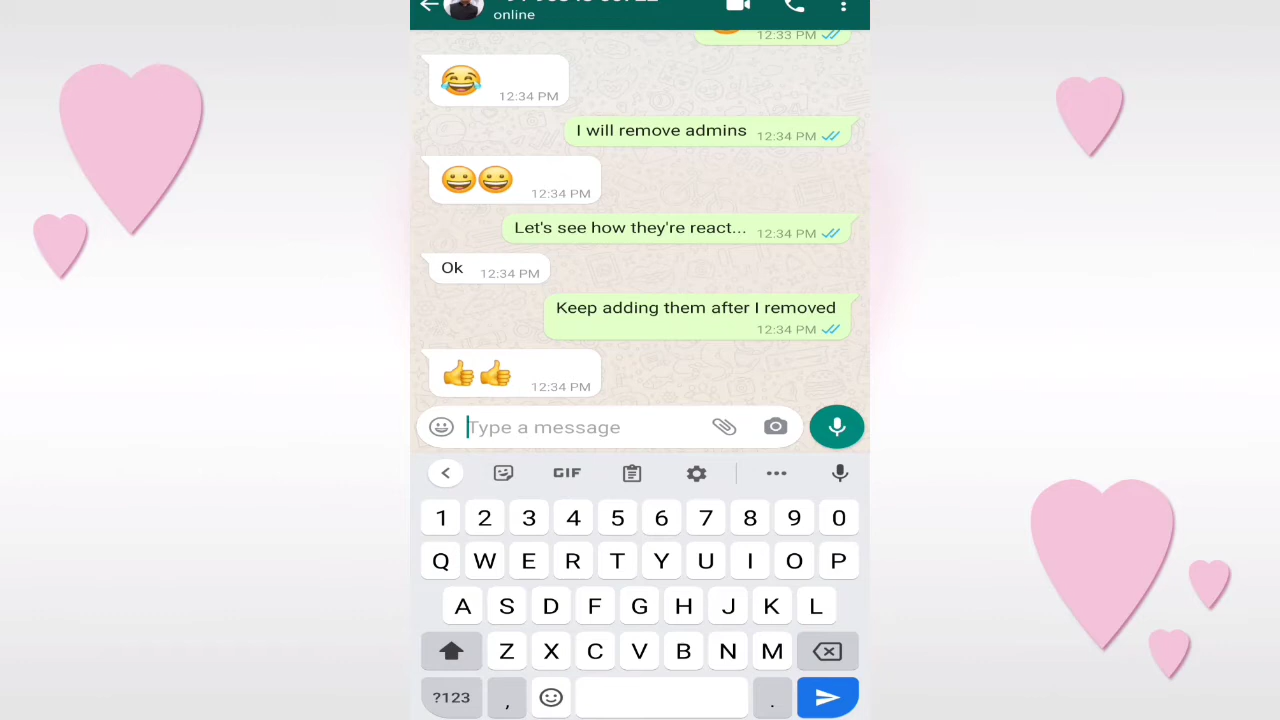 online
12:33 PM
12:34 PM
I will remove admins 12:34 PM
12:34 PM
Let's see how they're react... 12:34 PM
Ok 12:34 PM
Keep adding them after I removed
12:34 PM
12:34 PM
Type a message
GIF
1 2 3 4 5 6 7 8 9 0
Q W E R T Y U I O P
A S D F G H J K L
Z X C V B N M
?123 , .